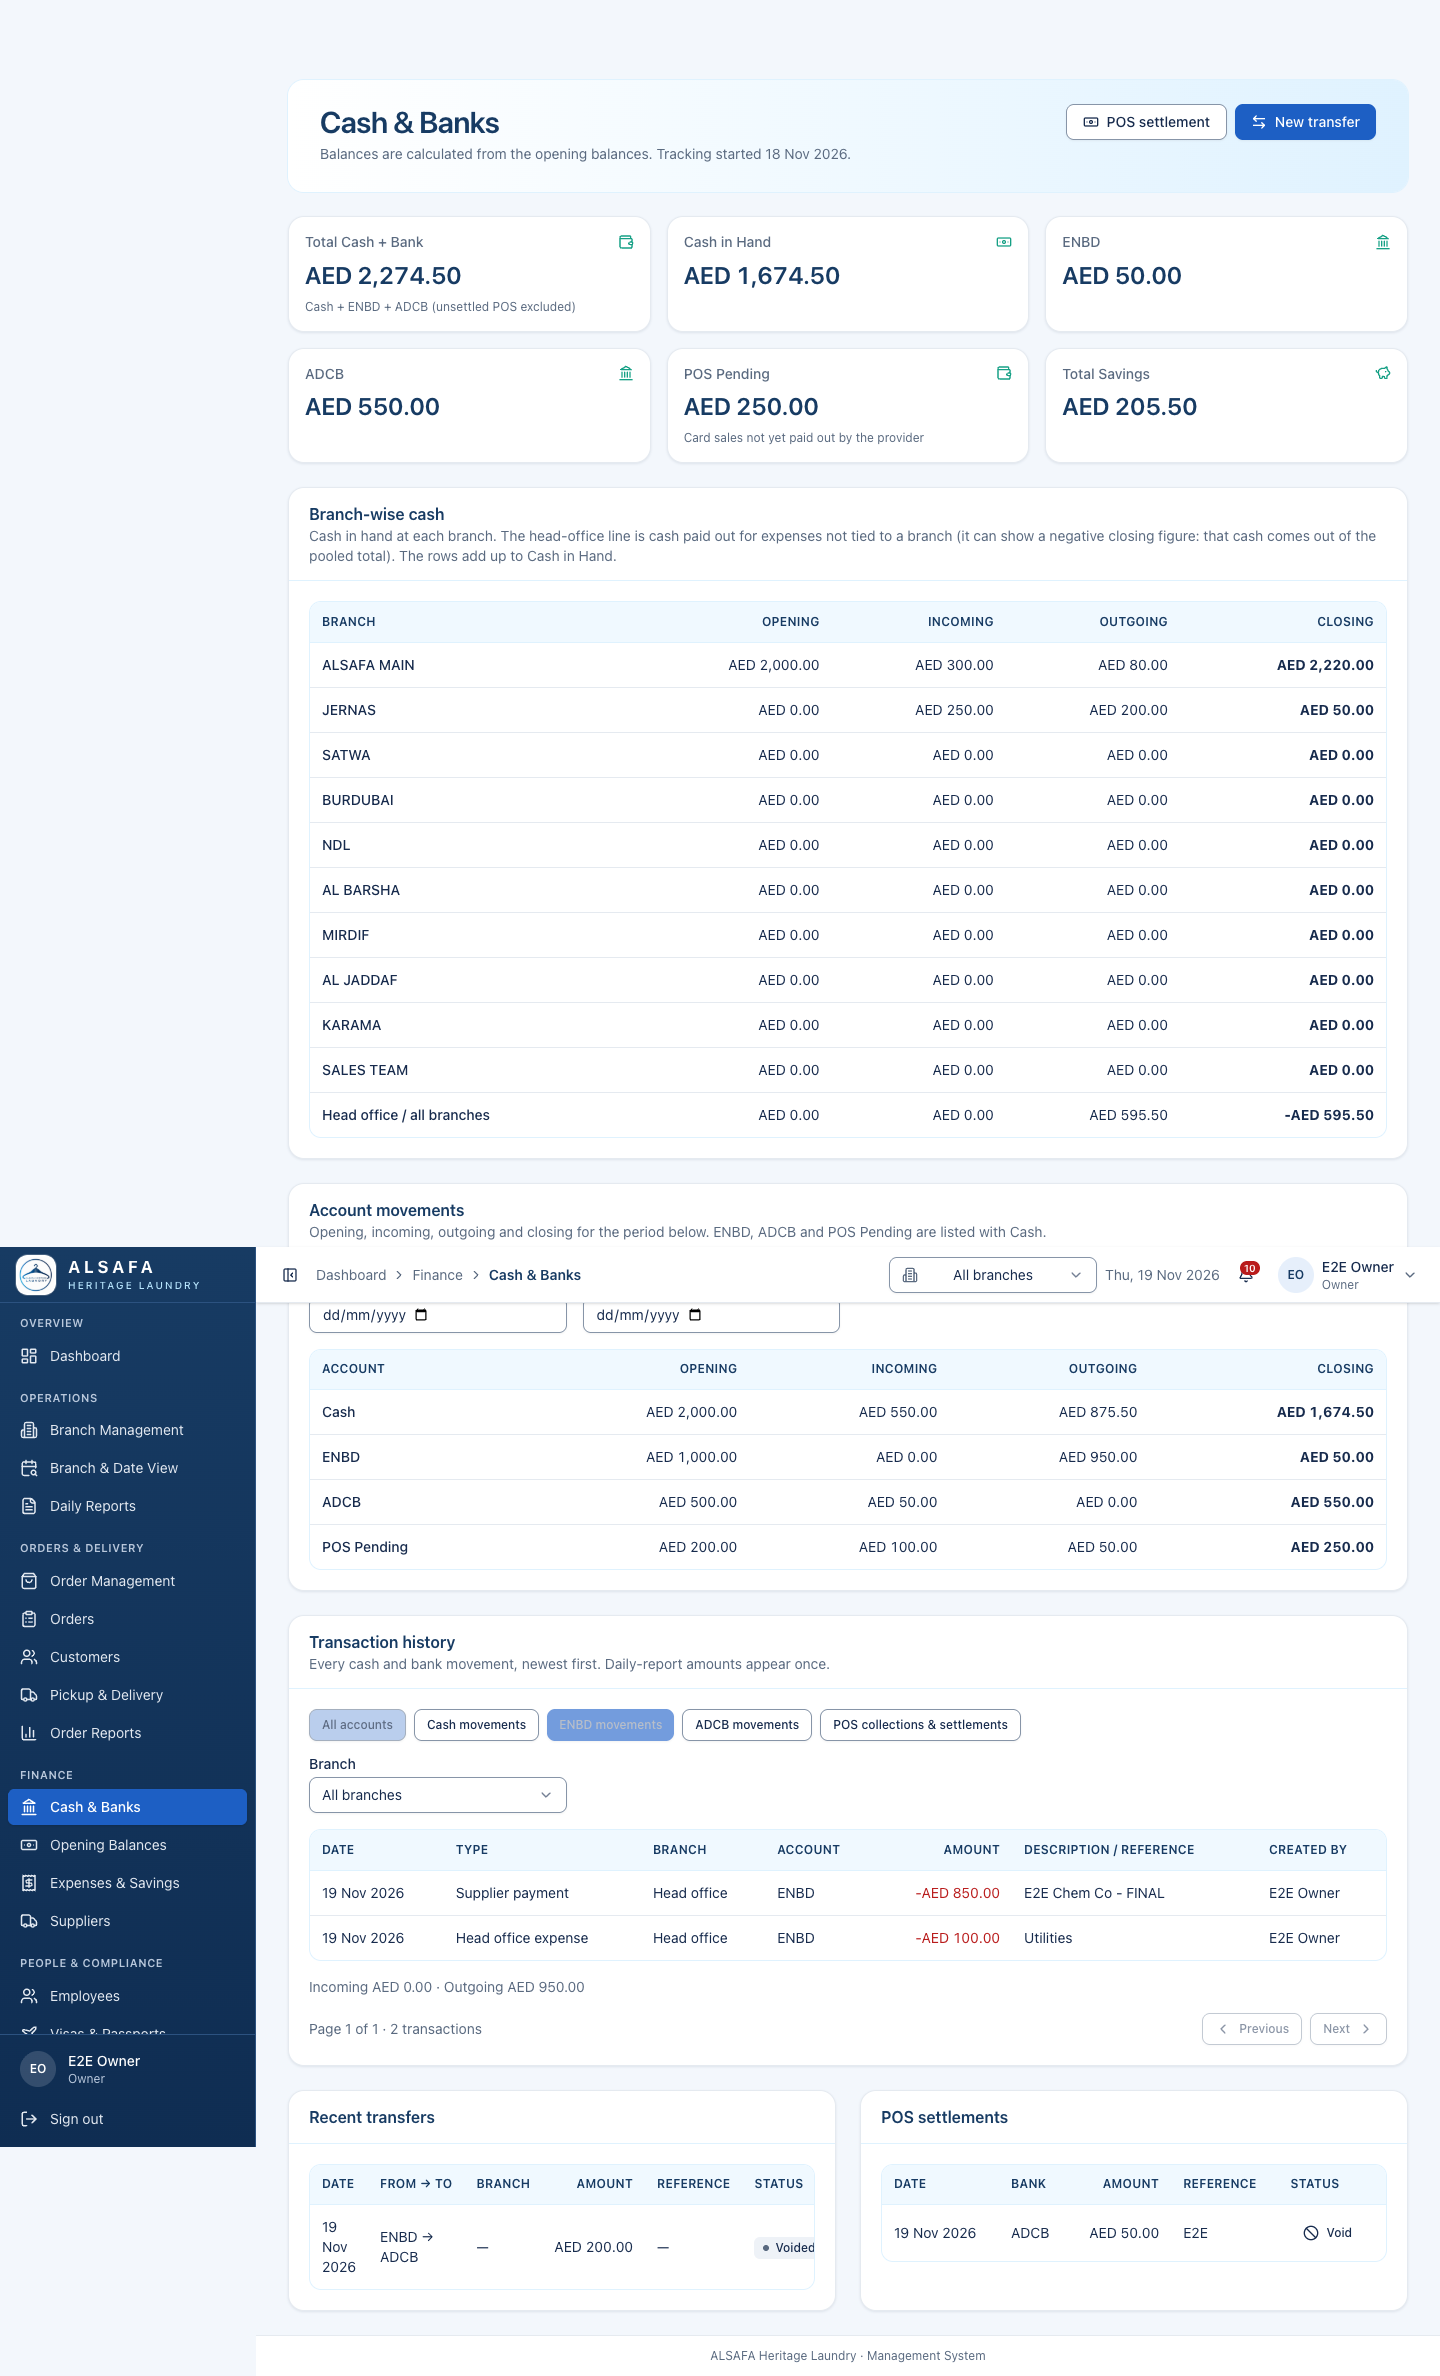 Cash & Banks
Balances are calculated from the opening balances. Tracking started 18 Nov 2026.
POS settlement
New transfer
Total Cash + Bank
AED 2,274.50
Cash + ENBD + ADCB (unsettled POS excluded)
Cash in Hand
AED 1,674.50
ENBD
AED 50.00
ADCB
AED 550.00
POS Pending
AED 250.00
Card sales not yet paid out by the provider
Total Savings
AED 205.50
Branch-wise cash
Cash in hand at each branch. The head-office line is cash paid out for expenses not tied to a branch (it can show a negative closing figure: that cash comes out of the
pooled total). The rows add up to Cash in Hand.
BRANCH OPENING INCOMING OUTGOING CLOSING
ALSAFA MAIN AED 2,000.00 AED 300.00 AED 80.00 AED 2,220.00
JERNAS AED 0.00 AED 250.00 AED 200.00 AED 50.00
SATWA AED 0.00 AED 0.00 AED 0.00 AED 0.00
BURDUBAI AED 0.00 AED 0.00 AED 0.00 AED 0.00
NDL AED 0.00 AED 0.00 AED 0.00 AED 0.00
AL BARSHA AED 0.00 AED 0.00 AED 0.00 AED 0.00
MIRDIF AED 0.00 AED 0.00 AED 0.00 AED 0.00
AL JADDAF AED 0.00 AED 0.00 AED 0.00 AED 0.00
KARAMA AED 0.00 AED 0.00 AED 0.00 AED 0.00
SALES TEAM AED 0.00 AED 0.00 AED 0.00 AED 0.00
Head office / all branches AED 0.00 AED 0.00 AED 595.50 -AED 595.50
Account movements
Opening, incoming, outgoing and closing for the period below. ENBD, ADCB and POS Pending are listed with Cash.
ALSAFA
HERITAGE LAUNDRY
Dashboard > Finance > Cash & Banks
All branches
Thu, 19 Nov 2026
10
EO
E2E Owner
Owner
OVERVIEW
Dashboard
OPERATIONS
Branch Management
Branch & Date View
Daily Reports
ORDERS & DELIVERY
Order Management
Orders
Customers
Pickup & Delivery
Order Reports
FINANCE
Cash & Banks
Opening Balances
Expenses & Savings
Suppliers
PEOPLE & COMPLIANCE
Employees
Visas & Passports
EO
E2E Owner
Owner
Sign out
dd/mm/yyyy dd/mm/yyyy
ACCOUNT OPENING INCOMING OUTGOING CLOSING
Cash AED 2,000.00 AED 550.00 AED 875.50 AED 1,674.50
ENBD AED 1,000.00 AED 0.00 AED 950.00 AED 50.00
ADCB AED 500.00 AED 50.00 AED 0.00 AED 550.00
POS Pending AED 200.00 AED 100.00 AED 50.00 AED 250.00
Transaction history
Every cash and bank movement, newest first. Daily-report amounts appear once.
All accounts Cash movements ENBD movements ADCB movements POS collections & settlements
Branch
All branches
DATE TYPE BRANCH ACCOUNT AMOUNT DESCRIPTION / REFERENCE CREATED BY
19 Nov 2026 Supplier payment Head office ENBD -AED 850.00 E2E Chem Co - FINAL E2E Owner
19 Nov 2026 Head office expense Head office ENBD -AED 100.00 Utilities E2E Owner
Incoming AED 0.00 · Outgoing AED 950.00
Page 1 of 1 · 2 transactions
Previous Next
Recent transfers
DATE FROM → TO BRANCH AMOUNT REFERENCE STATUS
19 Nov 2026 ENBD → ADCB — AED 200.00 — Voided
POS settlements
DATE BANK AMOUNT REFERENCE STATUS
19 Nov 2026 ADCB AED 50.00 E2E Void
ALSAFA Heritage Laundry · Management System